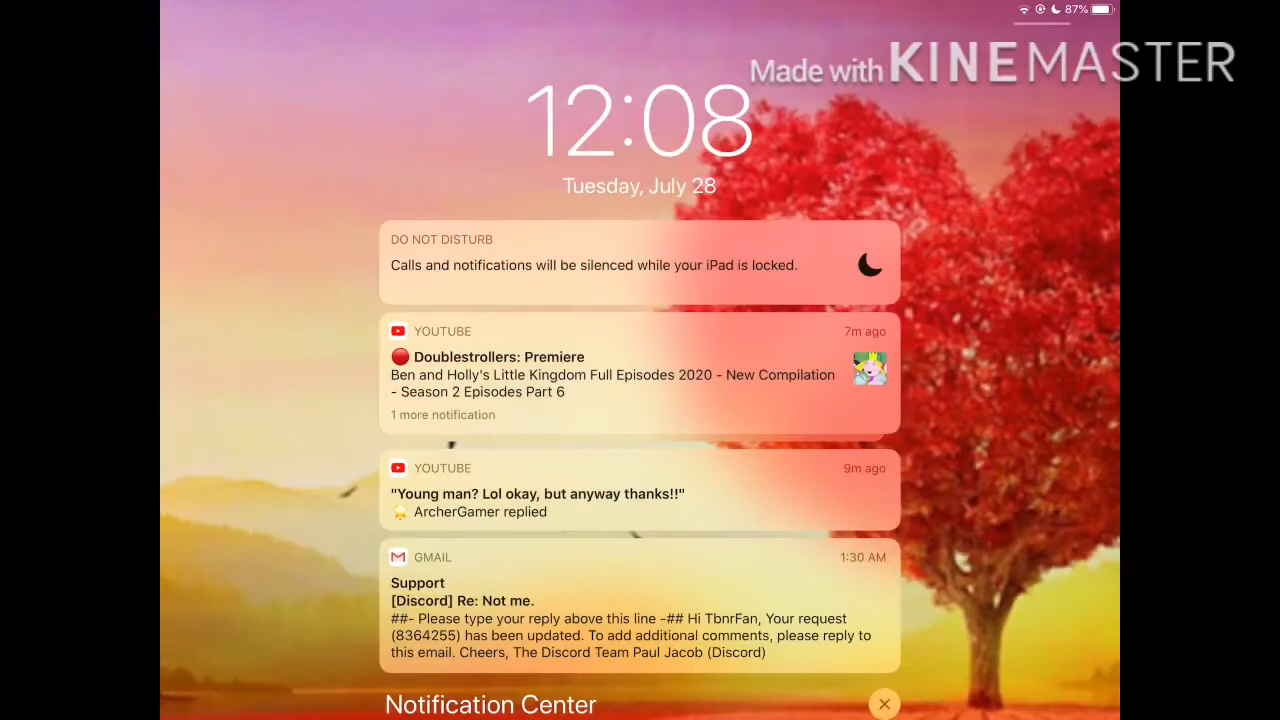 87%
Made with KINEMASTER
12:08
Tuesday, July 28
DO NOT DISTURB
Calls and notifications will be silenced while your iPad is locked.
YOUTUBE 7m ago
🔴 Doublestrollers: Premiere
Ben and Holly's Little Kingdom Full Episodes 2020 - New Compilation
- Season 2 Episodes Part 6
1 more notification
YOUTUBE 9m ago
"Young man? Lol okay, but anyway thanks!!"
🌟 ArcherGamer replied
GMAIL 1:30 AM
Support
[Discord] Re: Not me.
##- Please type your reply above this line -## Hi TbnrFan, Your request
(8364255) has been updated. To add additional comments, please reply to
this email. Cheers, The Discord Team Paul Jacob (Discord)
Notification Center